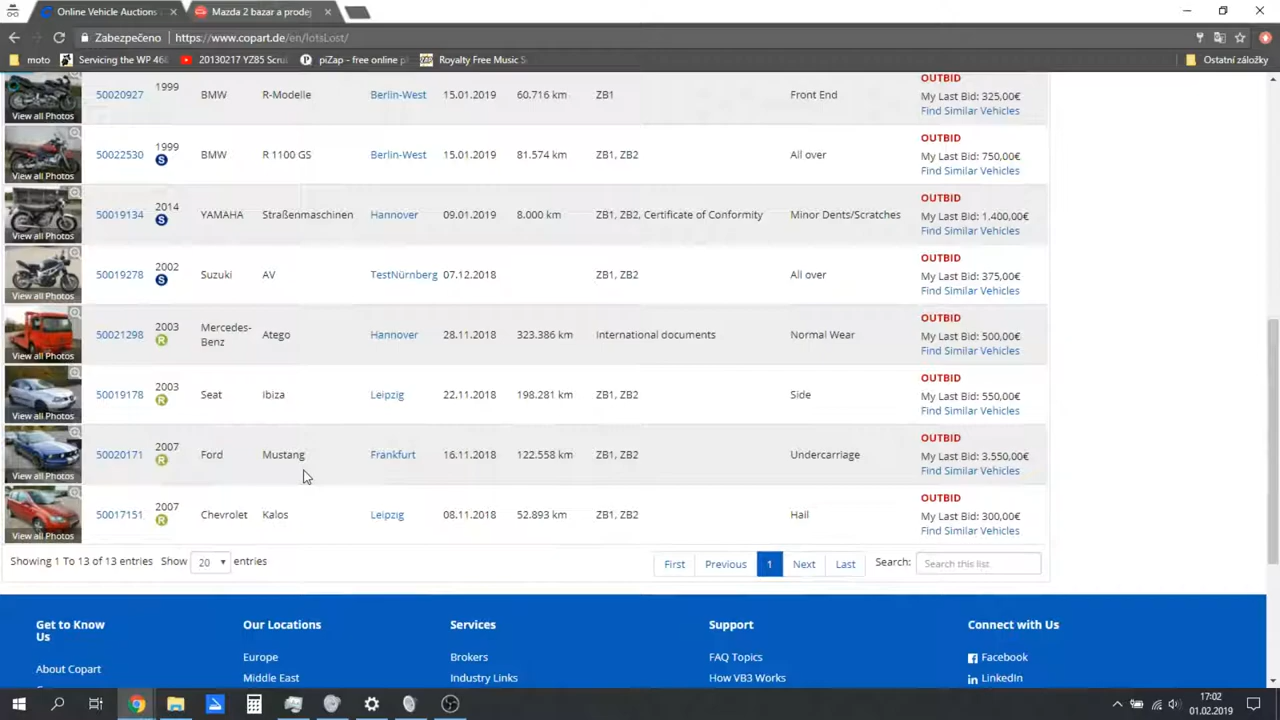 Online Vehicle Auctions
Mazda 2 bazar a prodej
Zabezpečeno https://www.copart.de/en/lotsLost/
moto Servicing the WP 46 20130217 YZ85 Scru piZap - free online p Royalty Free Music S Ostatní záložky
View all Photos 50020927 1999 BMW R-Modelle Berlin-West 15.01.2019 60.716 km ZB1 Front End OUTBID
My Last Bid: 325,00€
Find Similar Vehicles
View all Photos 50022530 1999 S BMW R 1100 GS Berlin-West 15.01.2019 81.574 km ZB1, ZB2 All over OUTBID
My Last Bid: 750,00€
Find Similar Vehicles
View all Photos 50019134 2014 S YAMAHA Straßenmaschinen Hannover 09.01.2019 8.000 km ZB1, ZB2, Certificate of Conformity Minor Dents/Scratches OUTBID
My Last Bid: 1.400,00€
Find Similar Vehicles
View all Photos 50019278 2002 S Suzuki AV TestNürnberg 07.12.2018 ZB1, ZB2 All over OUTBID
My Last Bid: 375,00€
Find Similar Vehicles
View all Photos 50021298 2003 R Mercedes-Benz Atego Hannover 28.11.2018 323.386 km International documents Normal Wear OUTBID
My Last Bid: 500,00€
Find Similar Vehicles
View all Photos 50019178 2003 R Seat Ibiza Leipzig 22.11.2018 198.281 km ZB1, ZB2 Side OUTBID
My Last Bid: 550,00€
Find Similar Vehicles
View all Photos 50020171 2007 R Ford Mustang Frankfurt 16.11.2018 122.558 km ZB1, ZB2 Undercarriage OUTBID
My Last Bid: 3.550,00€
Find Similar Vehicles
View all Photos 50017151 2007 R Chevrolet Kalos Leipzig 08.11.2018 52.893 km ZB1, ZB2 Hail OUTBID
My Last Bid: 300,00€
Find Similar Vehicles
Showing 1 To 13 of 13 entries Show 20 entries First Previous 1 Next Last Search: Search this list
Get to Know
Us
About Copart
Our Locations
Europe
Middle East
Services
Brokers
Industry Links
Support
FAQ Topics
How VB3 Works
Connect with Us
Facebook
LinkedIn
17:02
01.02.2019